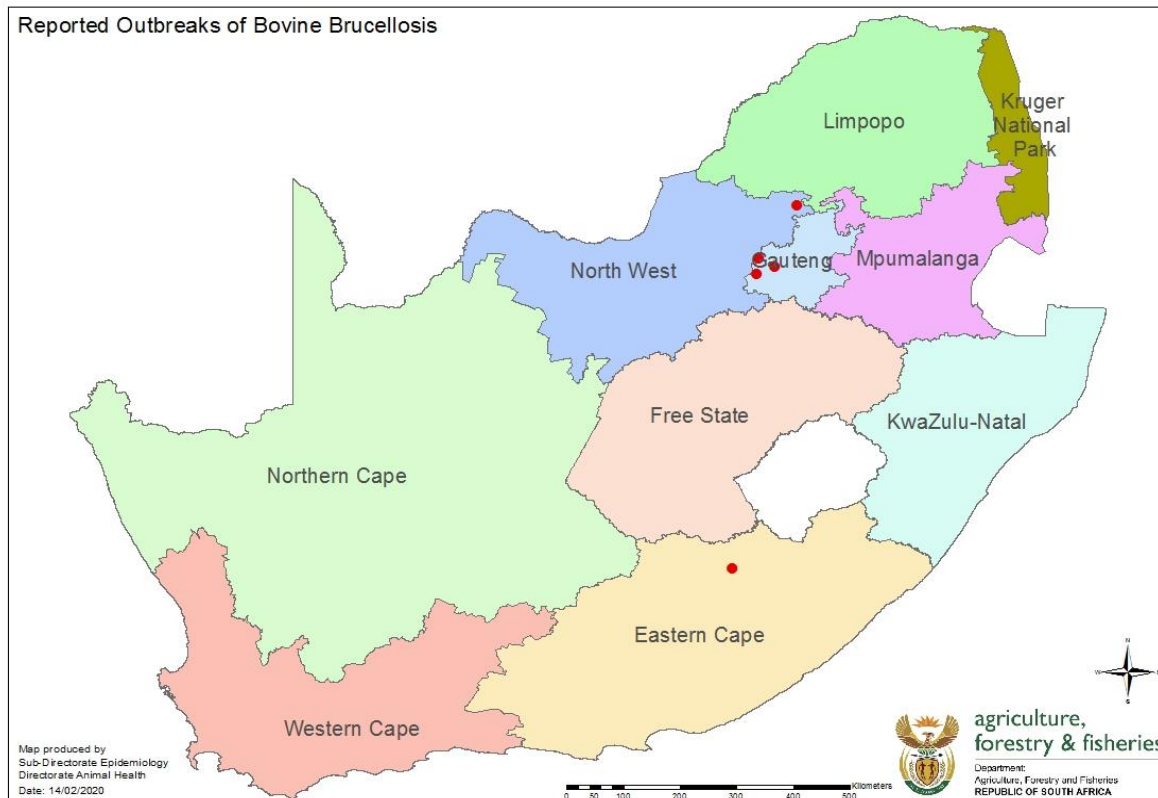 Reported Outbreaks of Bovine Brucellosis
Kruger
National
Park
Limpopo
North West
Gauteng
Mpumalanga
Free State
KwaZulu-Natal
Northern Cape
Eastern Cape
Western Cape
N
W
S
Map produced by
Sub-Directorate Epidemiology
Directorate Animal Health
Date: 14/02/2020
0 50 100 200 300 400 500
Kilometers
agriculture,
forestry & fisheries
Department:
Agriculture, Forestry and Fisheries
REPUBLIC OF SOUTH AFRICA